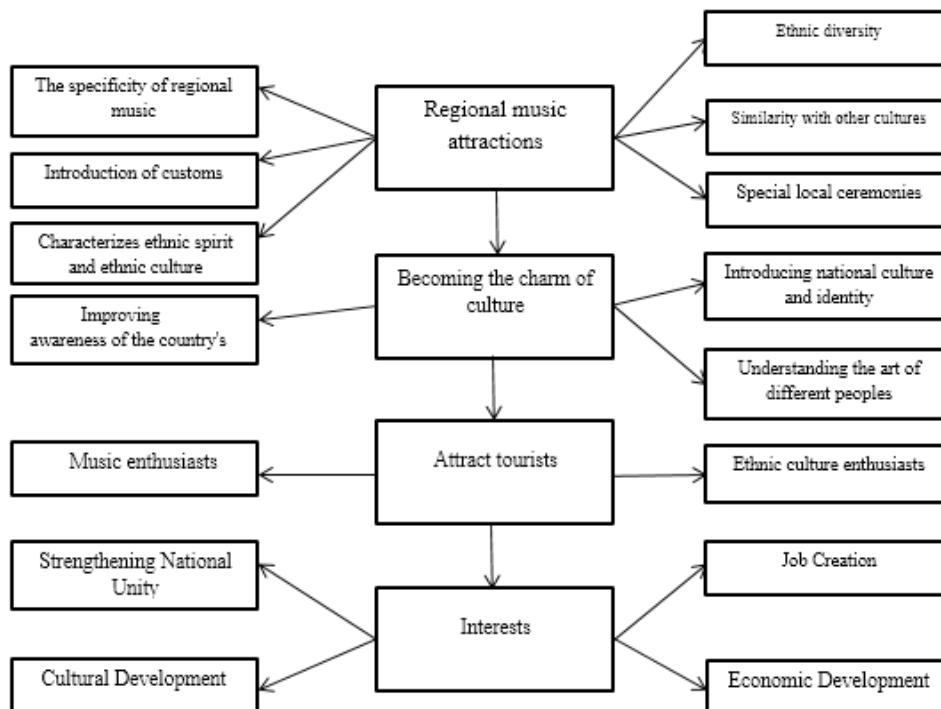 Ethnic diversity
The specificity of regional
music
Regional music
attractions
Similarity with other cultures
Introduction of customs
Special local ceremonies
Characterizes ethnic spirit
and ethnic culture
Becoming the charm of
culture
Introducing national culture
and identity
Improving
awareness of the country's
Understanding the art of
different peoples
Music enthusiasts
Attract tourists
Ethnic culture enthusiasts
Strengthening National
Unity
Job Creation
Interests
Cultural Development
Economic Development